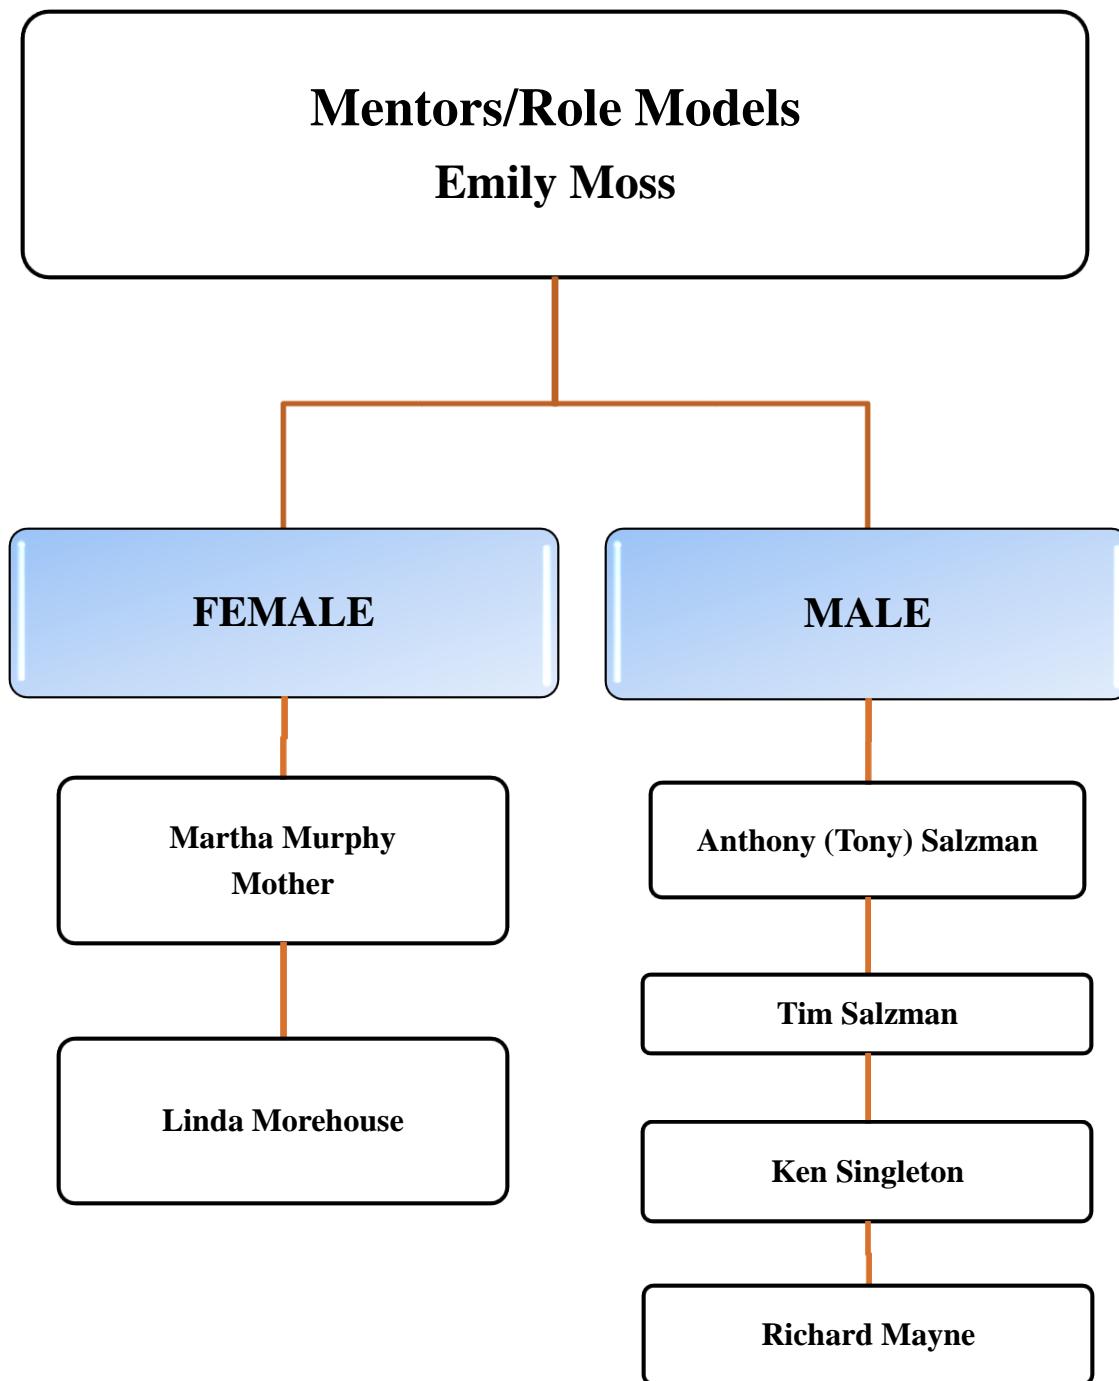 Mentors/Role Models
Emily Moss
FEMALE
MALE
Martha Murphy
Mother
Linda Morehouse
Anthony (Tony) Salzman
Tim Salzman
Ken Singleton
Richard Mayne